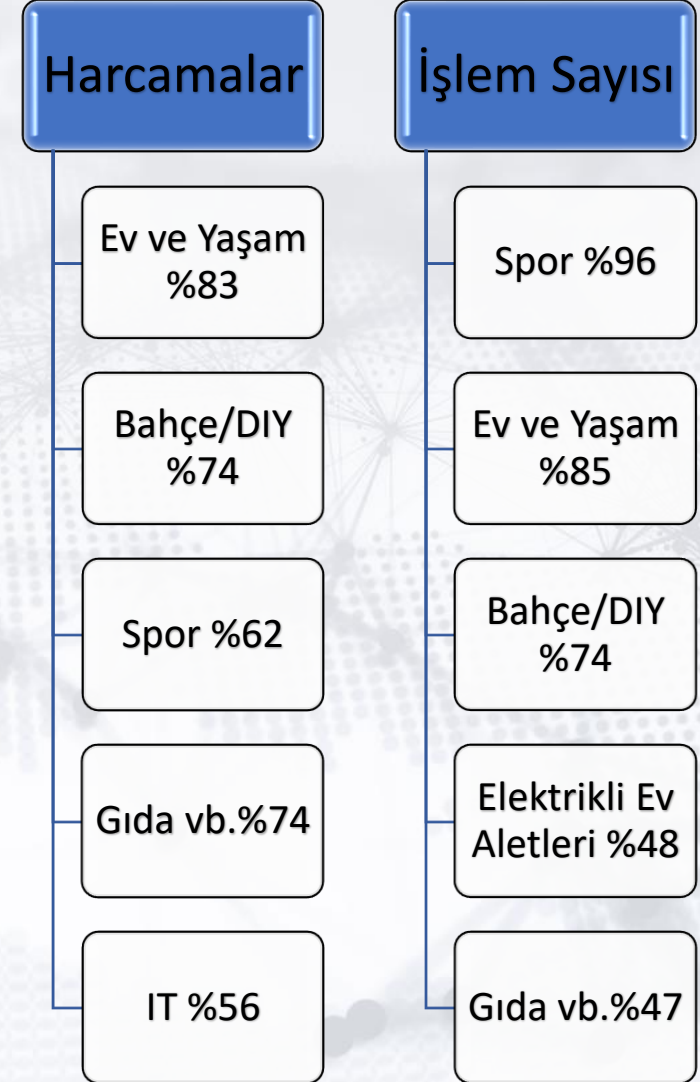 Harcamalar
Ev ve Yaşam
%83
Bahçe/DIY
%74
Spor %62
Gıda vb.%74
IT %56
İşlem Sayısı
Spor %96
Ev ve Yaşam
%85
Bahçe/DIY
%74
Elektrikli Ev
Aletleri %48
Gıda vb.%47